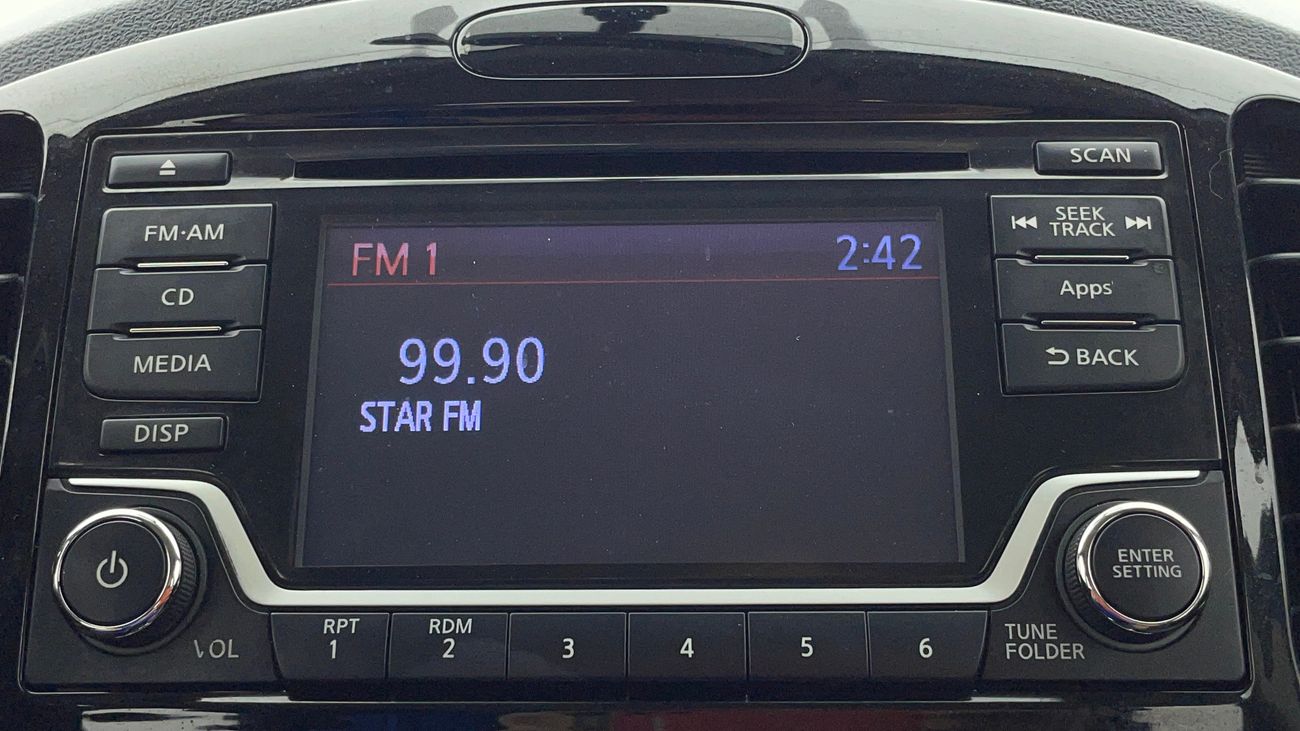 SCAN
FM·AM
SEEK
TRACK
CD
Apps
MEDIA
BACK
DISP
FM 1
2:42
99.90
STAR FM
VOL
RPT
1
RDM
2
3
4
5
6
TUNE
FOLDER
ENTER
SETTING